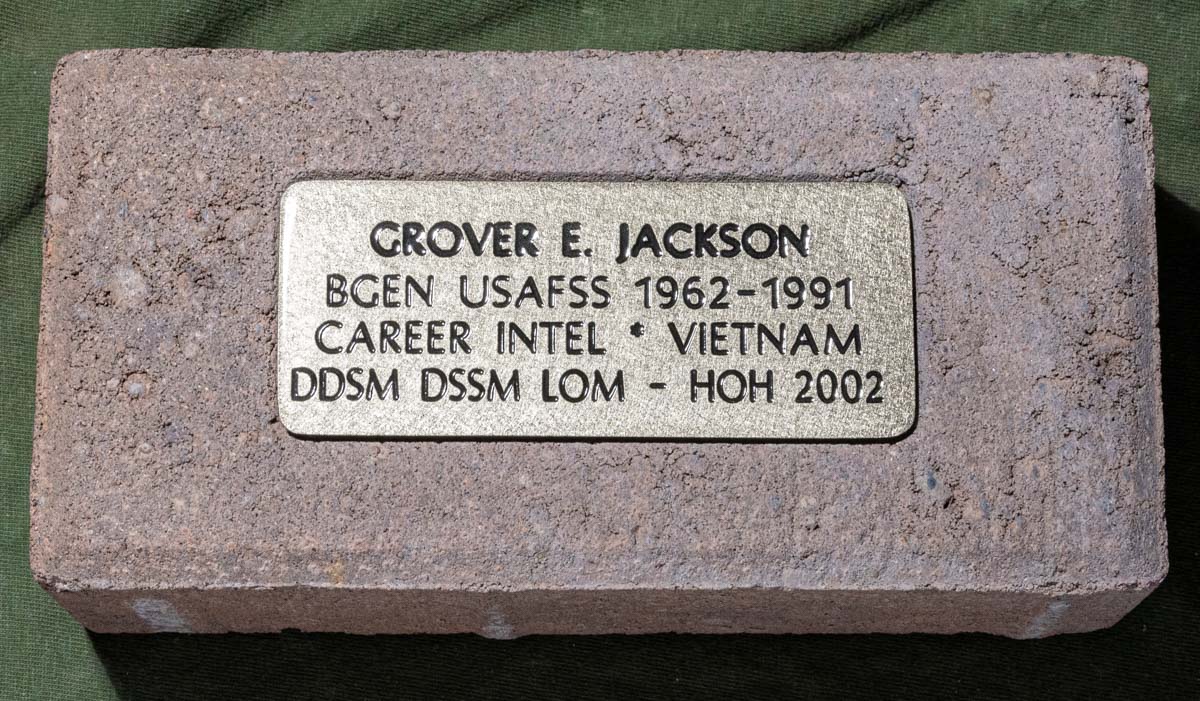 GROVER E. JACKSON
BGEN USAFSS 1962-1991
CAREER INTEL * VIETNAM
DDSM DSSM LOM - HOH 2002